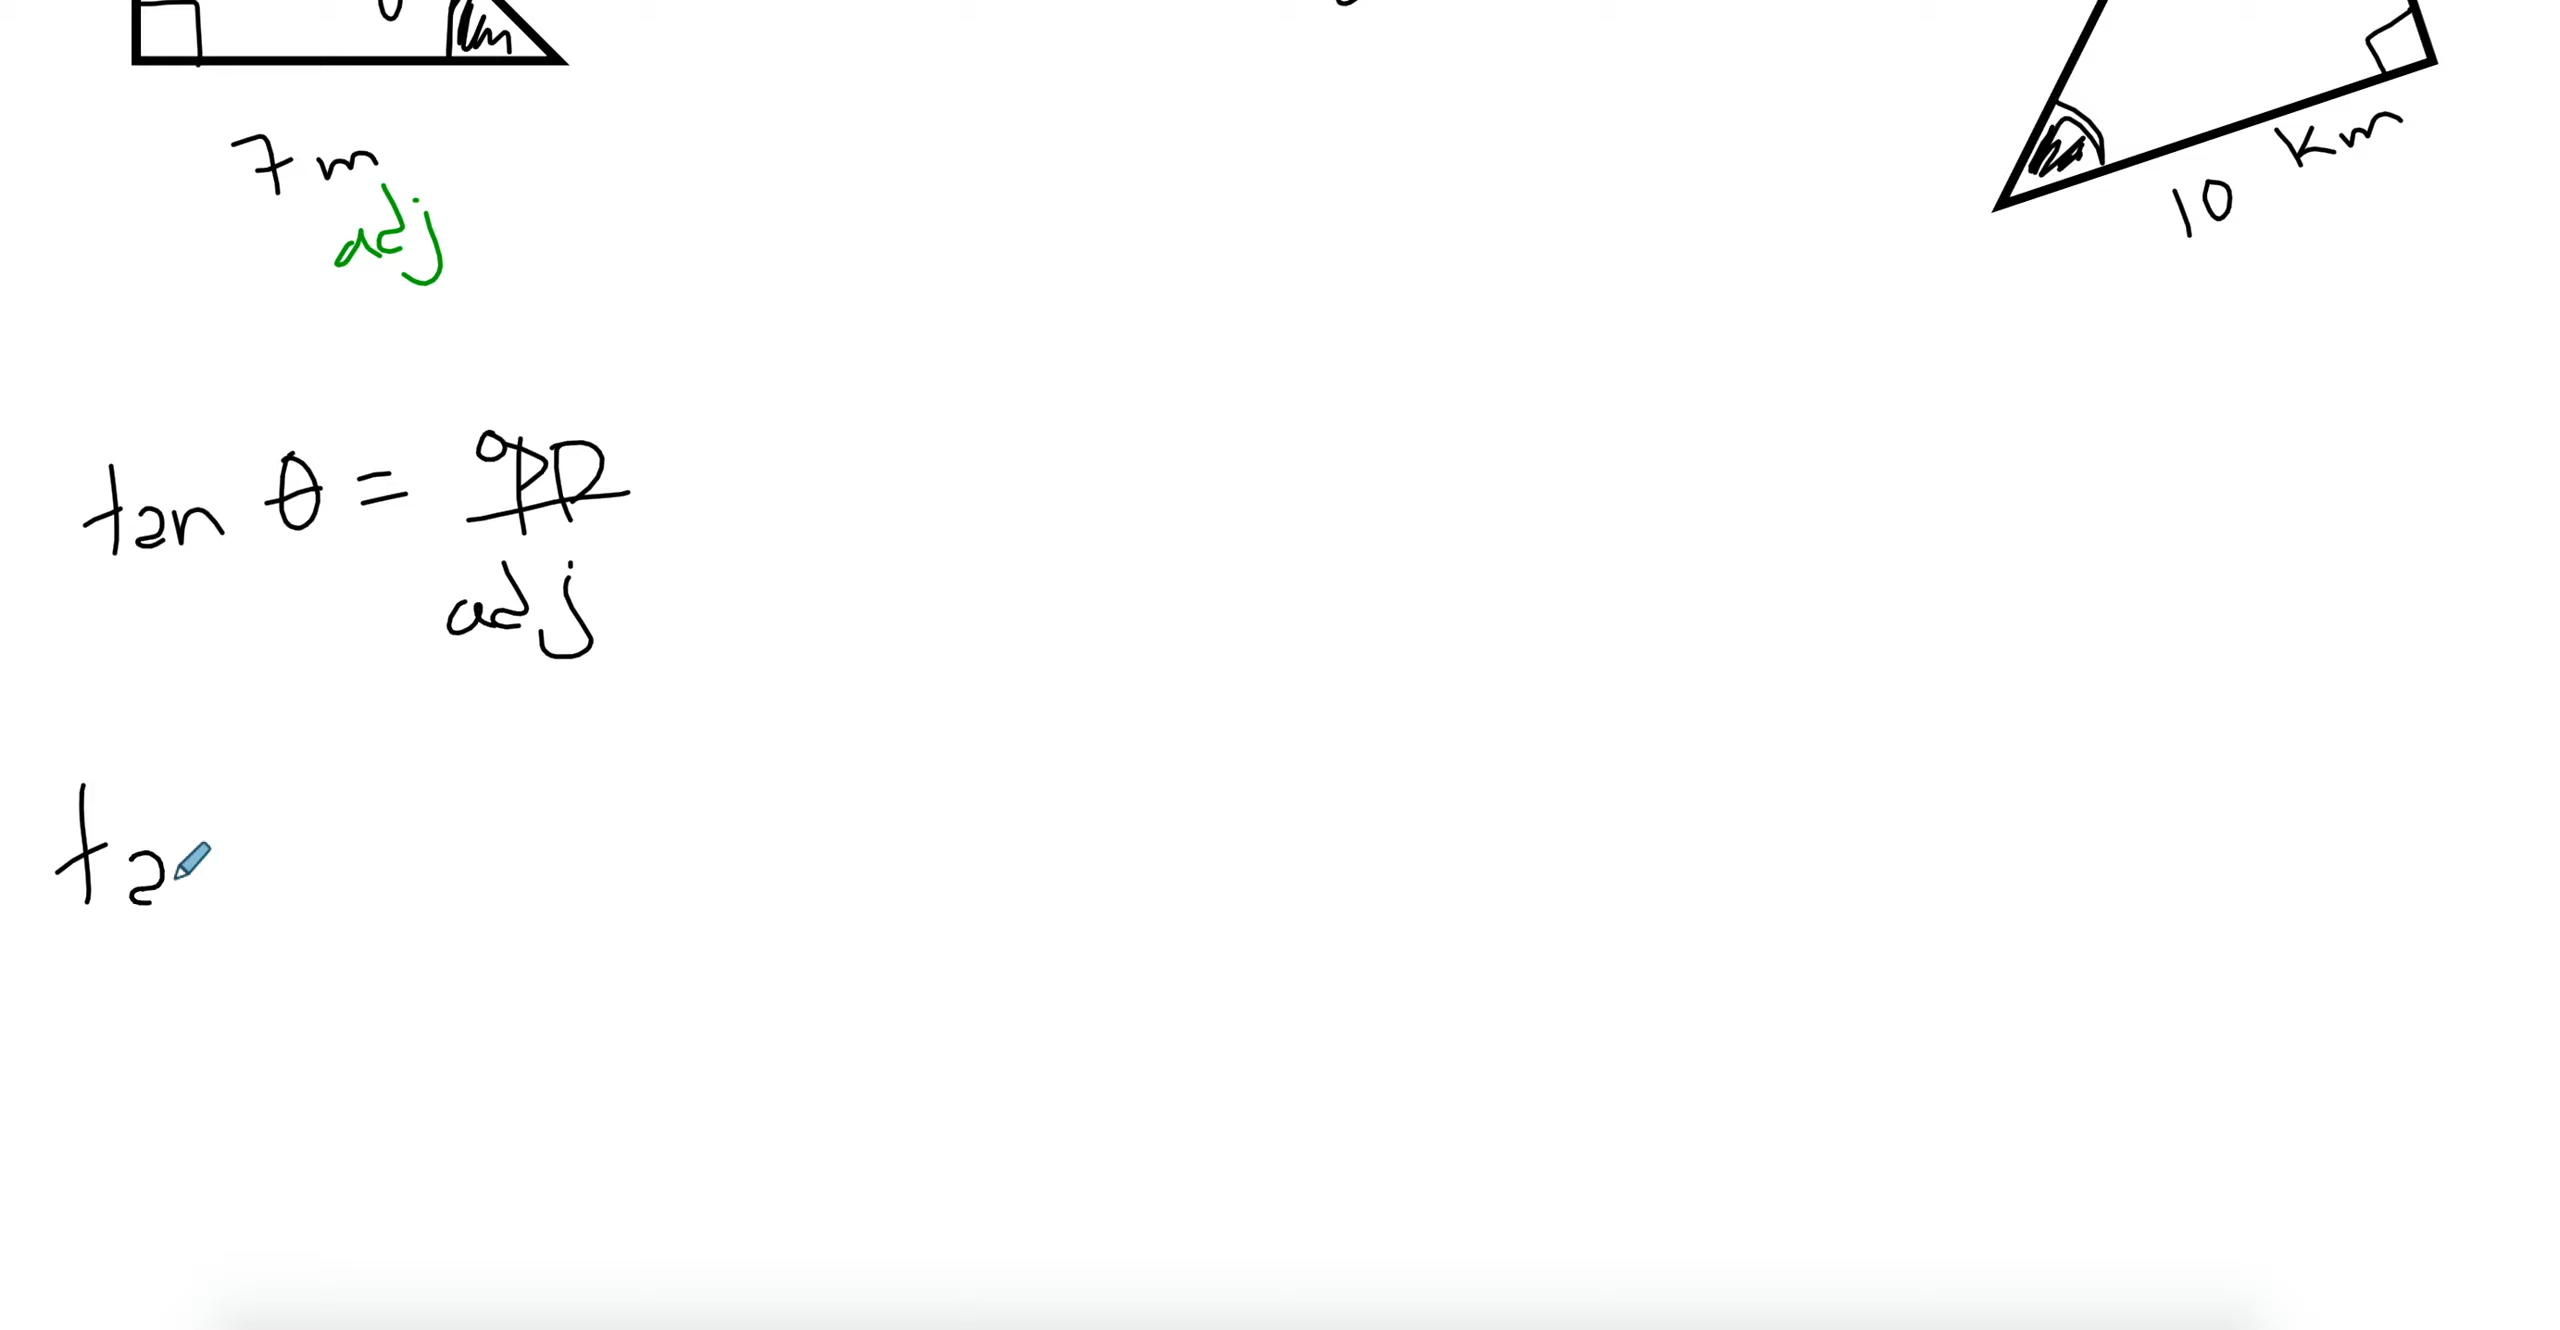 7 m
adj
10 km
tan θ = opp
adj
ta